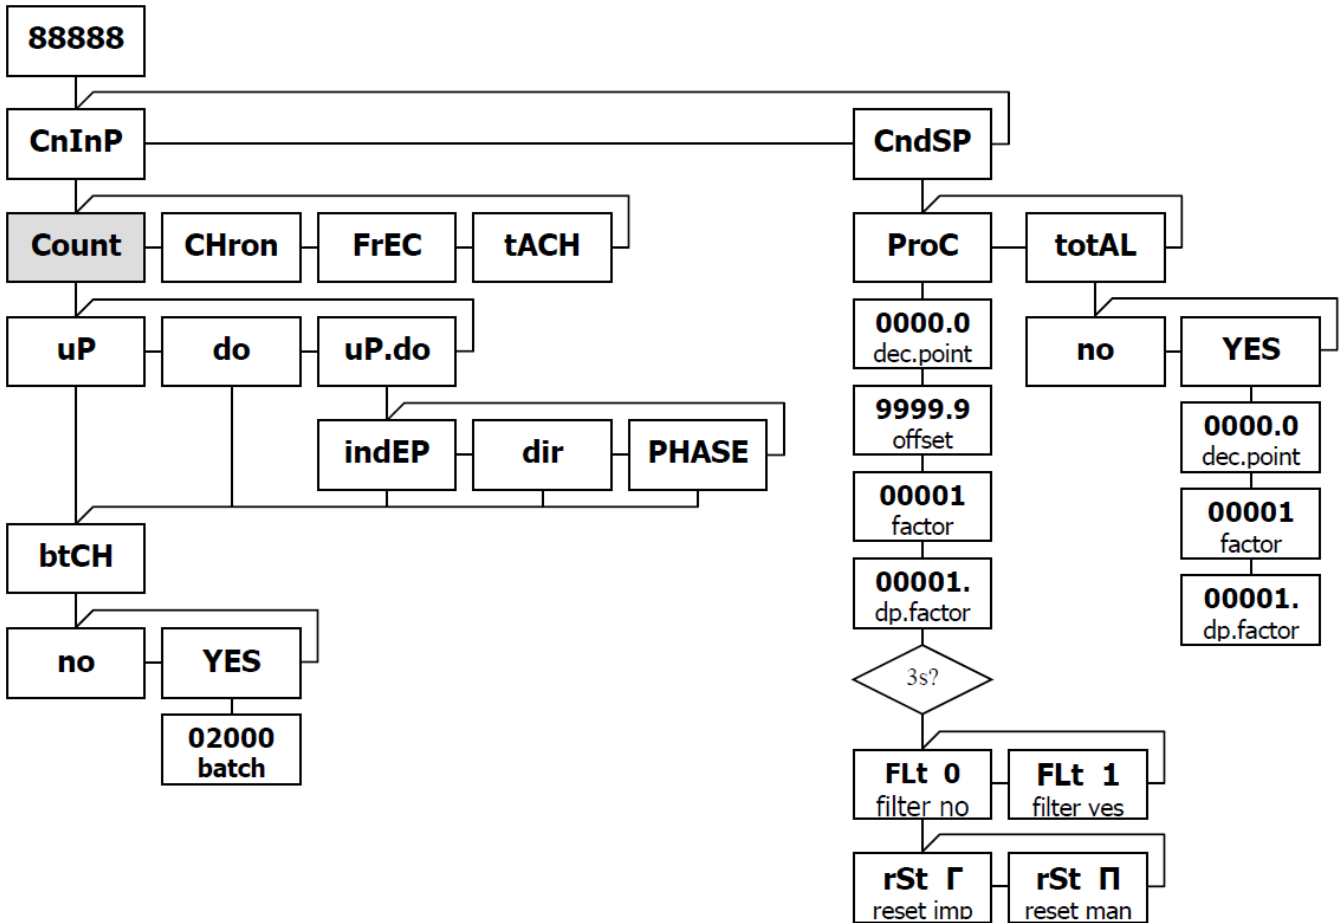 88888
CnInP
CndSP
Count
CHron
FrEC
tACH
ProC
totAL
uP
do
uP.do
0000.0
dec.point
no
YES
indEP
dir
PHASE
9999.9
offset
0000.0
dec.point
00001
factor
00001
factor
btCH
00001.
dp.factor
00001.
dp.factor
no
YES
3s?
02000
batch
FLt 0
filter no
FLt 1
filter yes
rSt Γ
reset imp
rSt Π
reset man